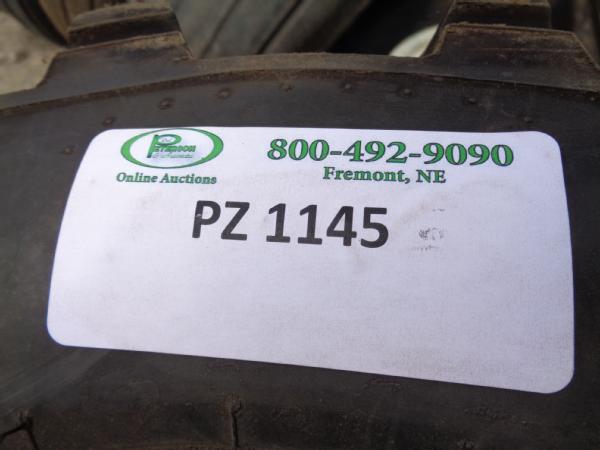 PETERSON
Online Auctions
800-492-9090
Fremont, NE
PZ 1145